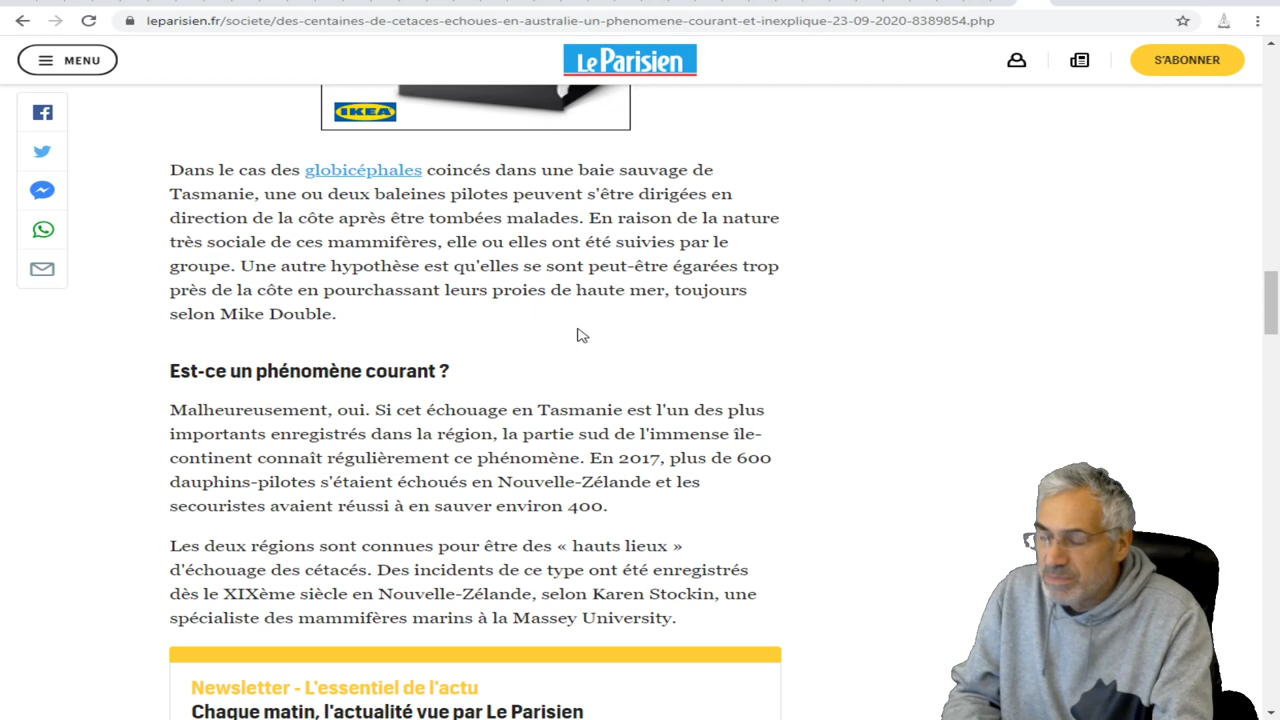 leparisien.fr/societe/des-centaines-de-cetaces-echoues-en-australie-un-phenomene-courant-et-inexplique-23-09-2020-8389854.php
MENU
Le Parisien
S'ABONNER
IKEA
Dans le cas des globicéphales coincés dans une baie sauvage de
Tasmanie, une ou deux baleines pilotes peuvent s'être dirigées en
direction de la côte après être tombées malades. En raison de la nature
très sociale de ces mammifères, elle ou elles ont été suivies par le
groupe. Une autre hypothèse est qu'elles se sont peut-être égarées trop
près de la côte en pourchassant leurs proies de haute mer, toujours
selon Mike Double.
Est-ce un phénomène courant ?
Malheureusement, oui. Si cet échouage en Tasmanie est l'un des plus
importants enregistrés dans la région, la partie sud de l'immense île-
continent connaît régulièrement ce phénomène. En 2017, plus de 600
dauphins-pilotes s'étaient échoués en Nouvelle-Zélande et les
secouristes avaient réussi à en sauver environ 400.
Les deux régions sont connues pour être des « hauts lieux »
d'échouage des cétacés. Des incidents de ce type ont été enregistrés
dès le XIXème siècle en Nouvelle-Zélande, selon Karen Stockin, une
spécialiste des mammifères marins à la Massey University.
Newsletter - L'essentiel de l'actu
Chaque matin, l'actualité vue par Le Parisien